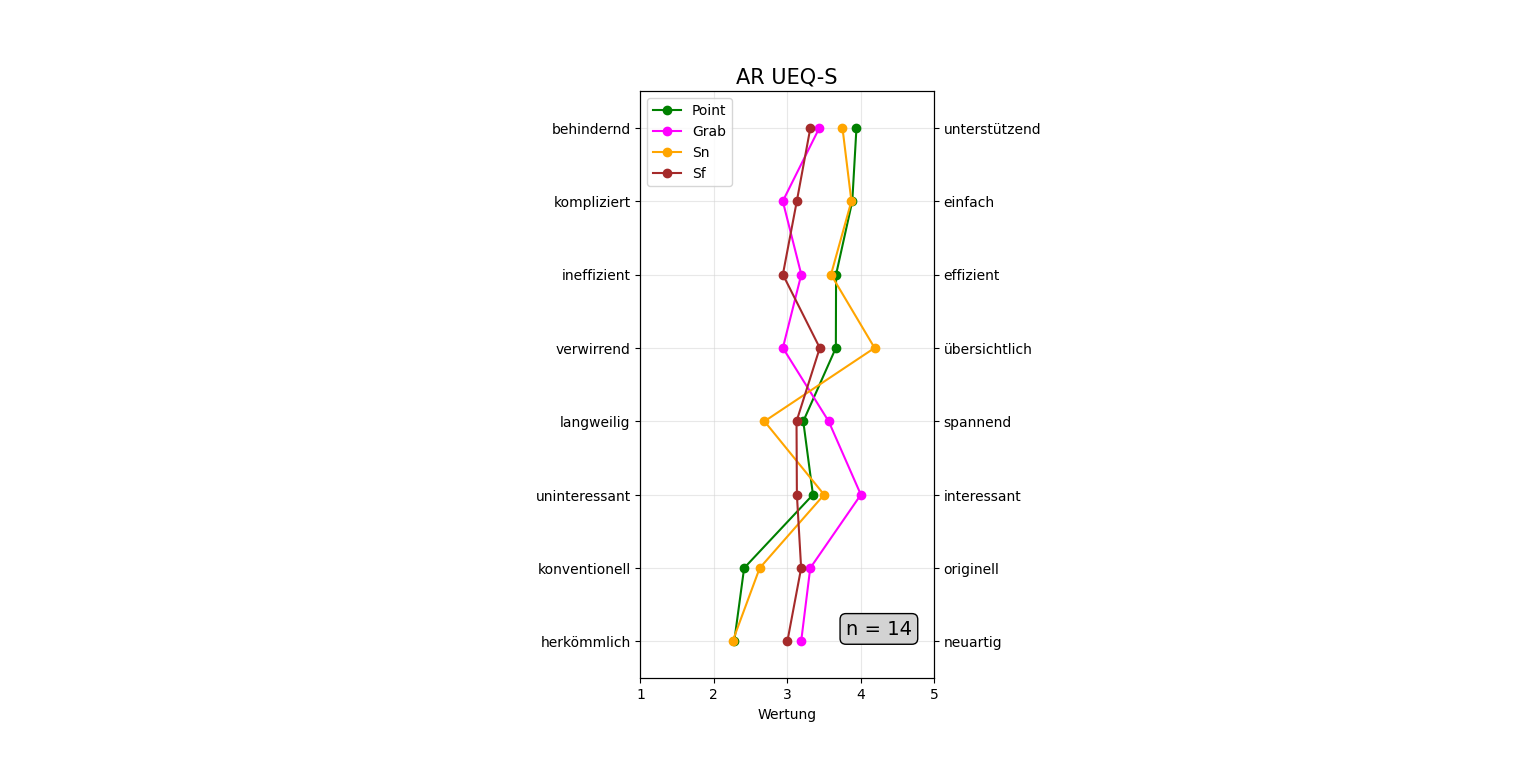 AR UEQ-S
Point
Grab
Sn
Sf
behindernd unterstützend
kompliziert einfach
ineffizient effizient
verwirrend übersichtlich
langweilig spannend
uninteressant interessant
konventionell originell
herkömmlich neuartig
n = 14
1 2 3 4 5
Wertung